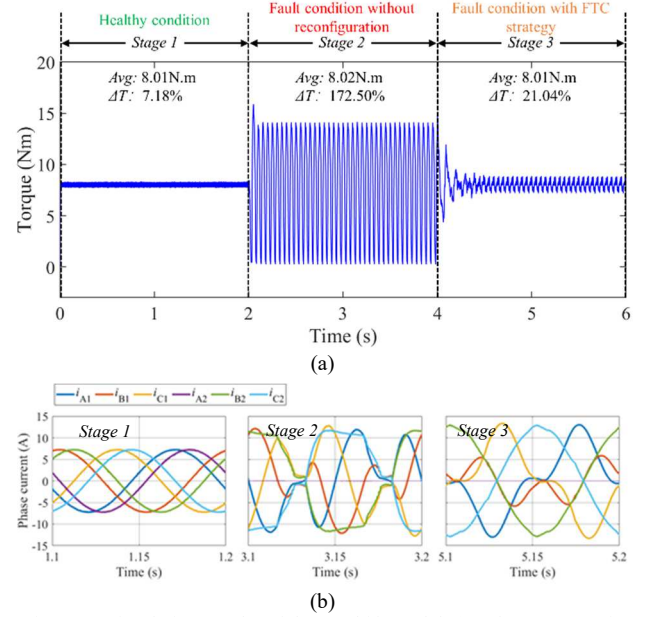 (a)
Healthy condition
Fault condition without
reconfiguration
Fault condition with FTC
strategy
Stage 1
Stage 2
Stage 3
Avg: 8.01N.m
ΔT: 7.18%
Avg: 8.02N.m
ΔT: 172.50%
Avg: 8.01N.m
ΔT: 21.04%
Torque (Nm)
20
15
10
5
0
0
1
2
3
4
5
6
Time (s)
(a)
iA1 iB1 iC1 iA2 iB2 iC2
Phase current (A)
15
10
5
0
-5
-10
-15
Stage 1
1.1 1.15 1.2
Time (s)
Stage 2
3.1 3.15 3.2
Time (s)
Stage 3
5.1 5.15 5.2
Time (s)
(b)